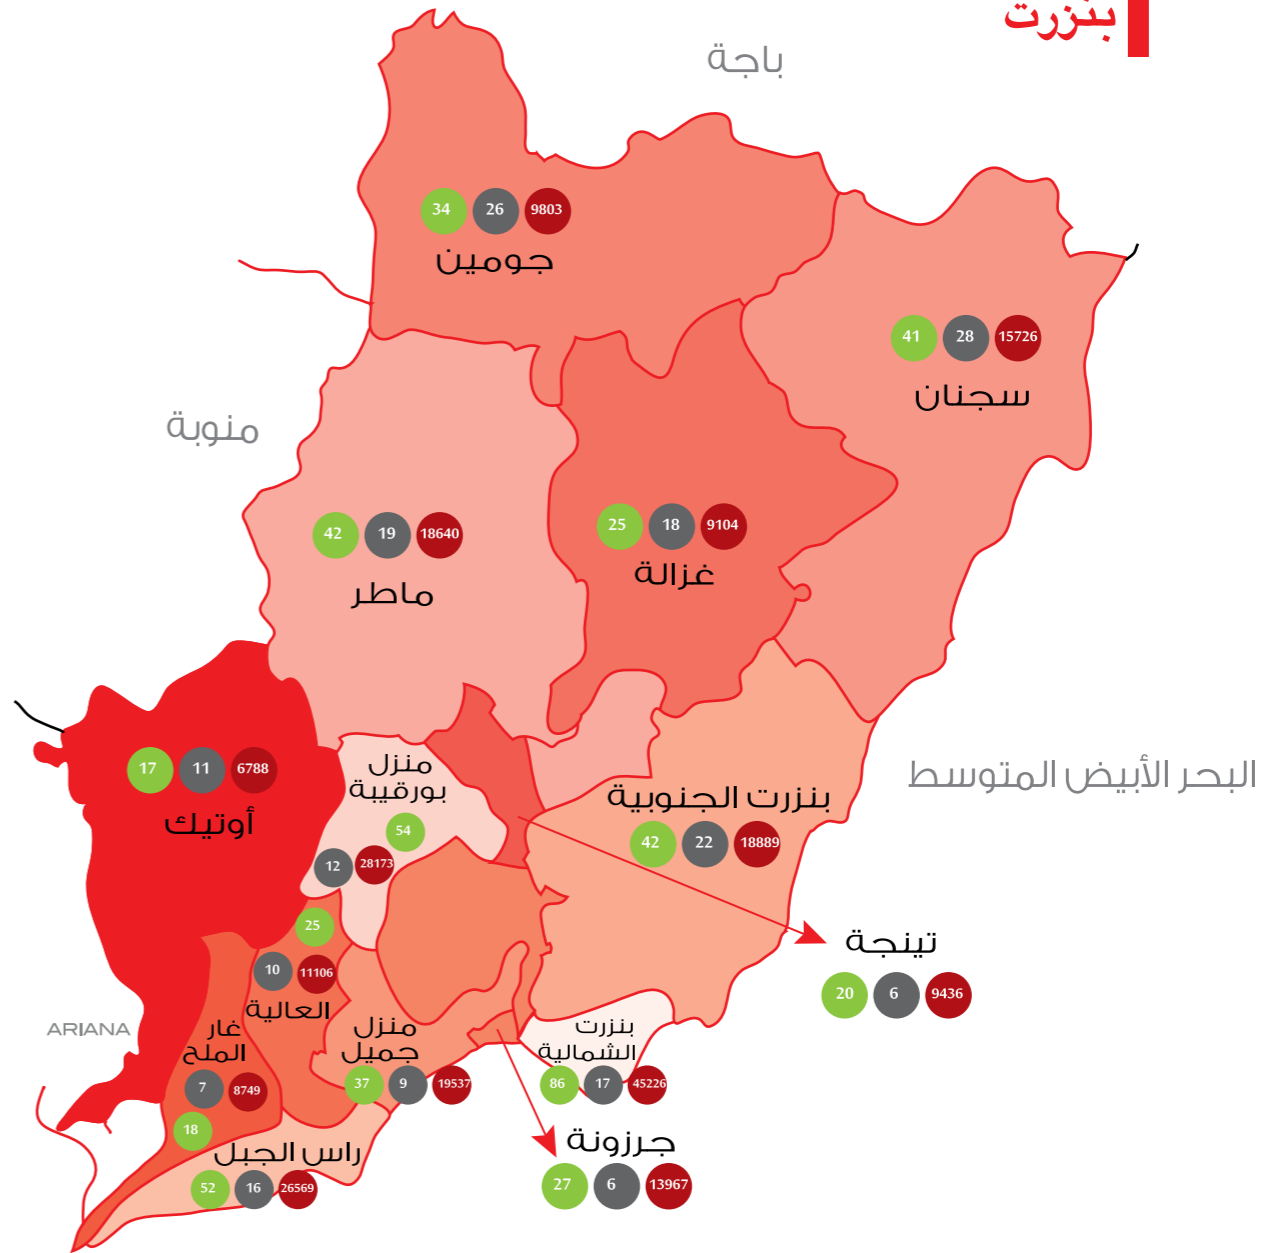 بنزرت
باجة
34 26 9803
جومين
41 28 15726
سجنان
منوبة
42 19 18640
ماطر
25 18 9104
غزالة
17 11 6788
أوتيك
منزل
بورقيبة
54
12 28173
البحر الأبيض المتوسط
بنزرت الجنوبية
42 22 18889
تينجة
20 6 9436
25
10 11106
العالية
ARIANA
غار
الملح
7 8749
18
منزل
جميل
37 9 19537
بنزرت
الشمالية
86 17 45226
راس الجبل
52 16 26569
جرزونة
27 6 13967